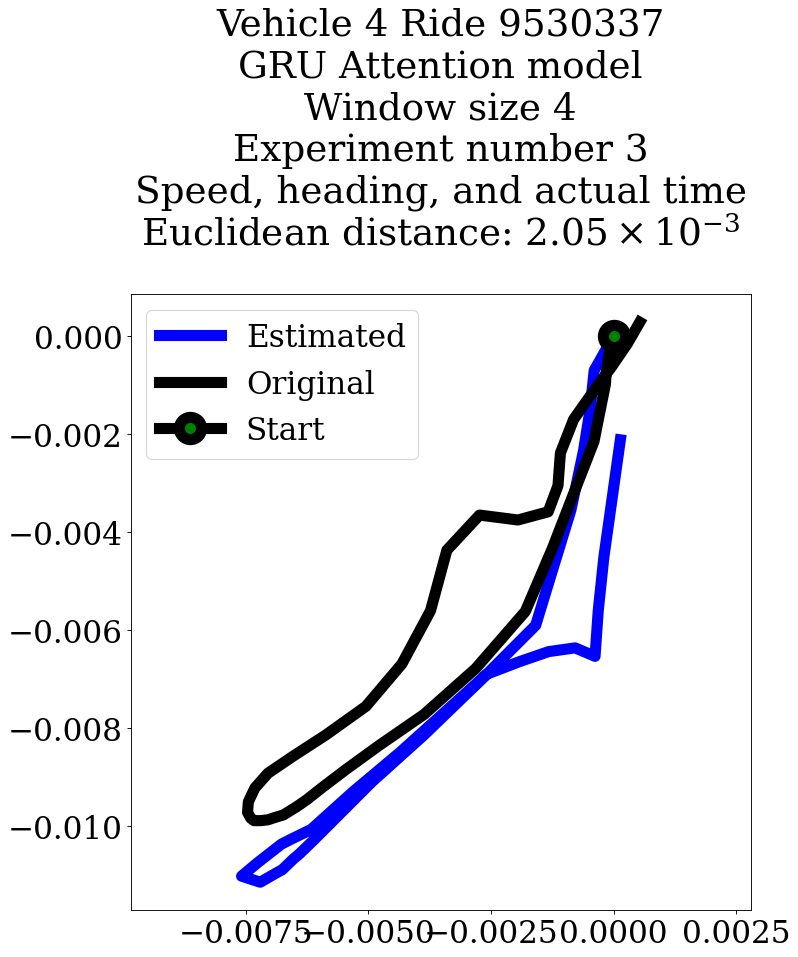 Vehicle 4 Ride 9530337
GRU Attention model
Window size 4
Experiment number 3
Speed, heading, and actual time
Euclidean distance: 2.05 × 10⁻³
Estimated
Original
Start
0.000
−0.002
−0.004
−0.006
−0.008
−0.010
−0.0075 −0.0050 −0.0025 0.0000 0.0025